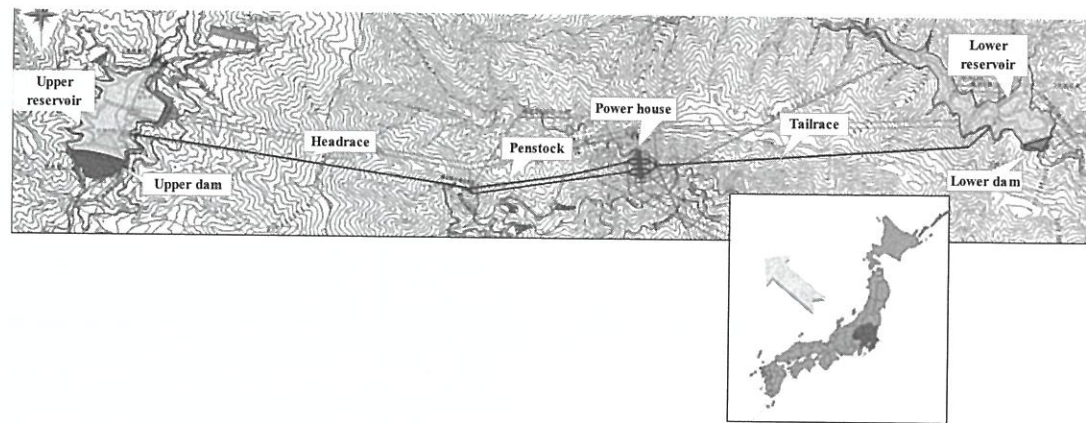 Upper
reservoir
Headrace
Penstock
Power house
Tailrace
Lower
reservoir
Upper dam
Lower dam